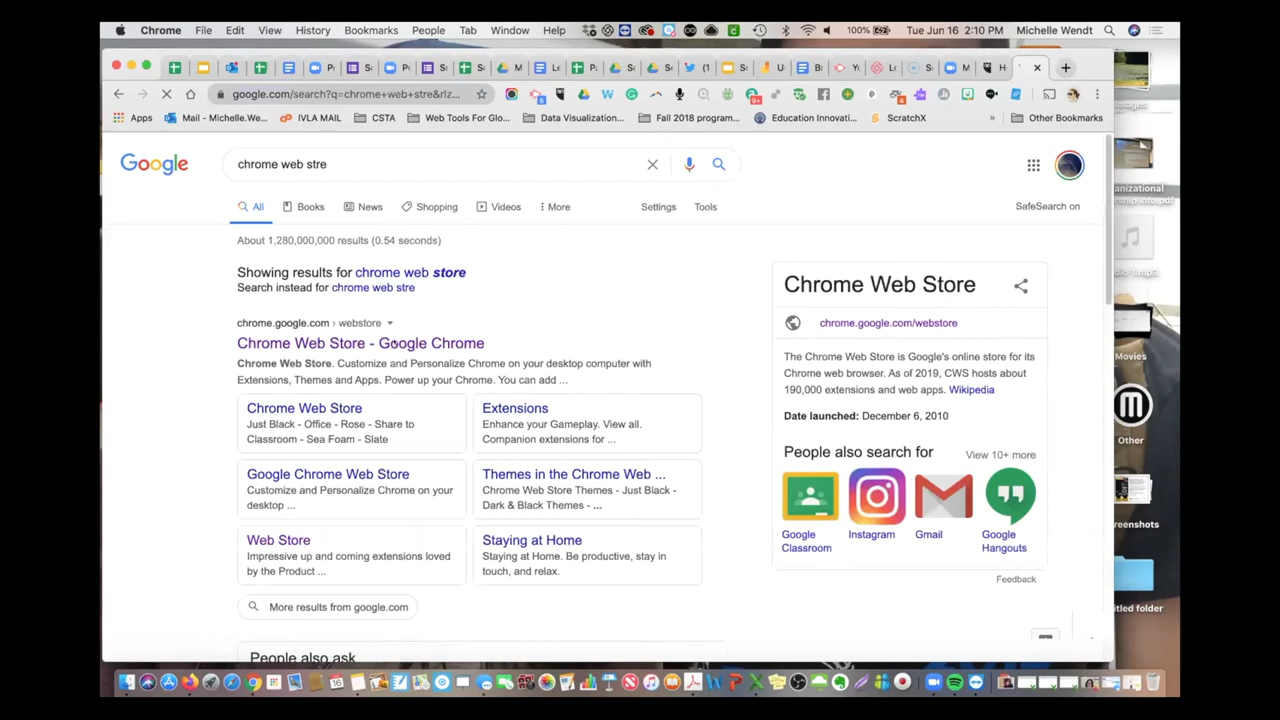 Chrome File Edit View History Bookmarks People Tab Window Help 100% Tue Jun 16 2:10 PM Michelle Wendt
google.com/search?q=chrome+web+stre&rlz...
Apps Mail - Michelle.We... IVLA MAIL CSTA Web Tools For Glo... Data Visualization... Fall 2018 program... Education Innovati... ScratchX » Other Bookmarks
Google chrome web stre
All Books News Shopping Videos More Settings Tools SafeSearch on
About 1,280,000,000 results (0.54 seconds)
Showing results for chrome web store
Search instead for chrome web stre
chrome.google.com › webstore
Chrome Web Store - Google Chrome
Chrome Web Store. Customize and Personalize Chrome on your desktop computer with
Extensions, Themes and Apps. Power up your Chrome. You can add ...
Chrome Web Store
Just Black - Office - Rose - Share to
Classroom - Sea Foam - Slate
Extensions
Enhance your Gameplay. View all.
Companion extensions for ...
Google Chrome Web Store
Customize and Personalize Chrome on your
desktop ...
Themes in the Chrome Web ...
Chrome Web Store Themes - Just Black -
Dark & Black Themes - ...
Web Store
Impressive up and coming extensions loved
by the Product ...
Staying at Home
Staying at Home. Be productive, stay in
touch, and relax.
More results from google.com
People also ask
Chrome Web Store
chrome.google.com/webstore
The Chrome Web Store is Google's online store for its
Chrome web browser. As of 2019, CWS hosts about
190,000 extensions and web apps. Wikipedia
Date launched: December 6, 2010
People also search for View 10+ more
Google
Classroom
Instagram
Gmail
Google
Hangouts
Feedback
images
Movies
Other
titled folder